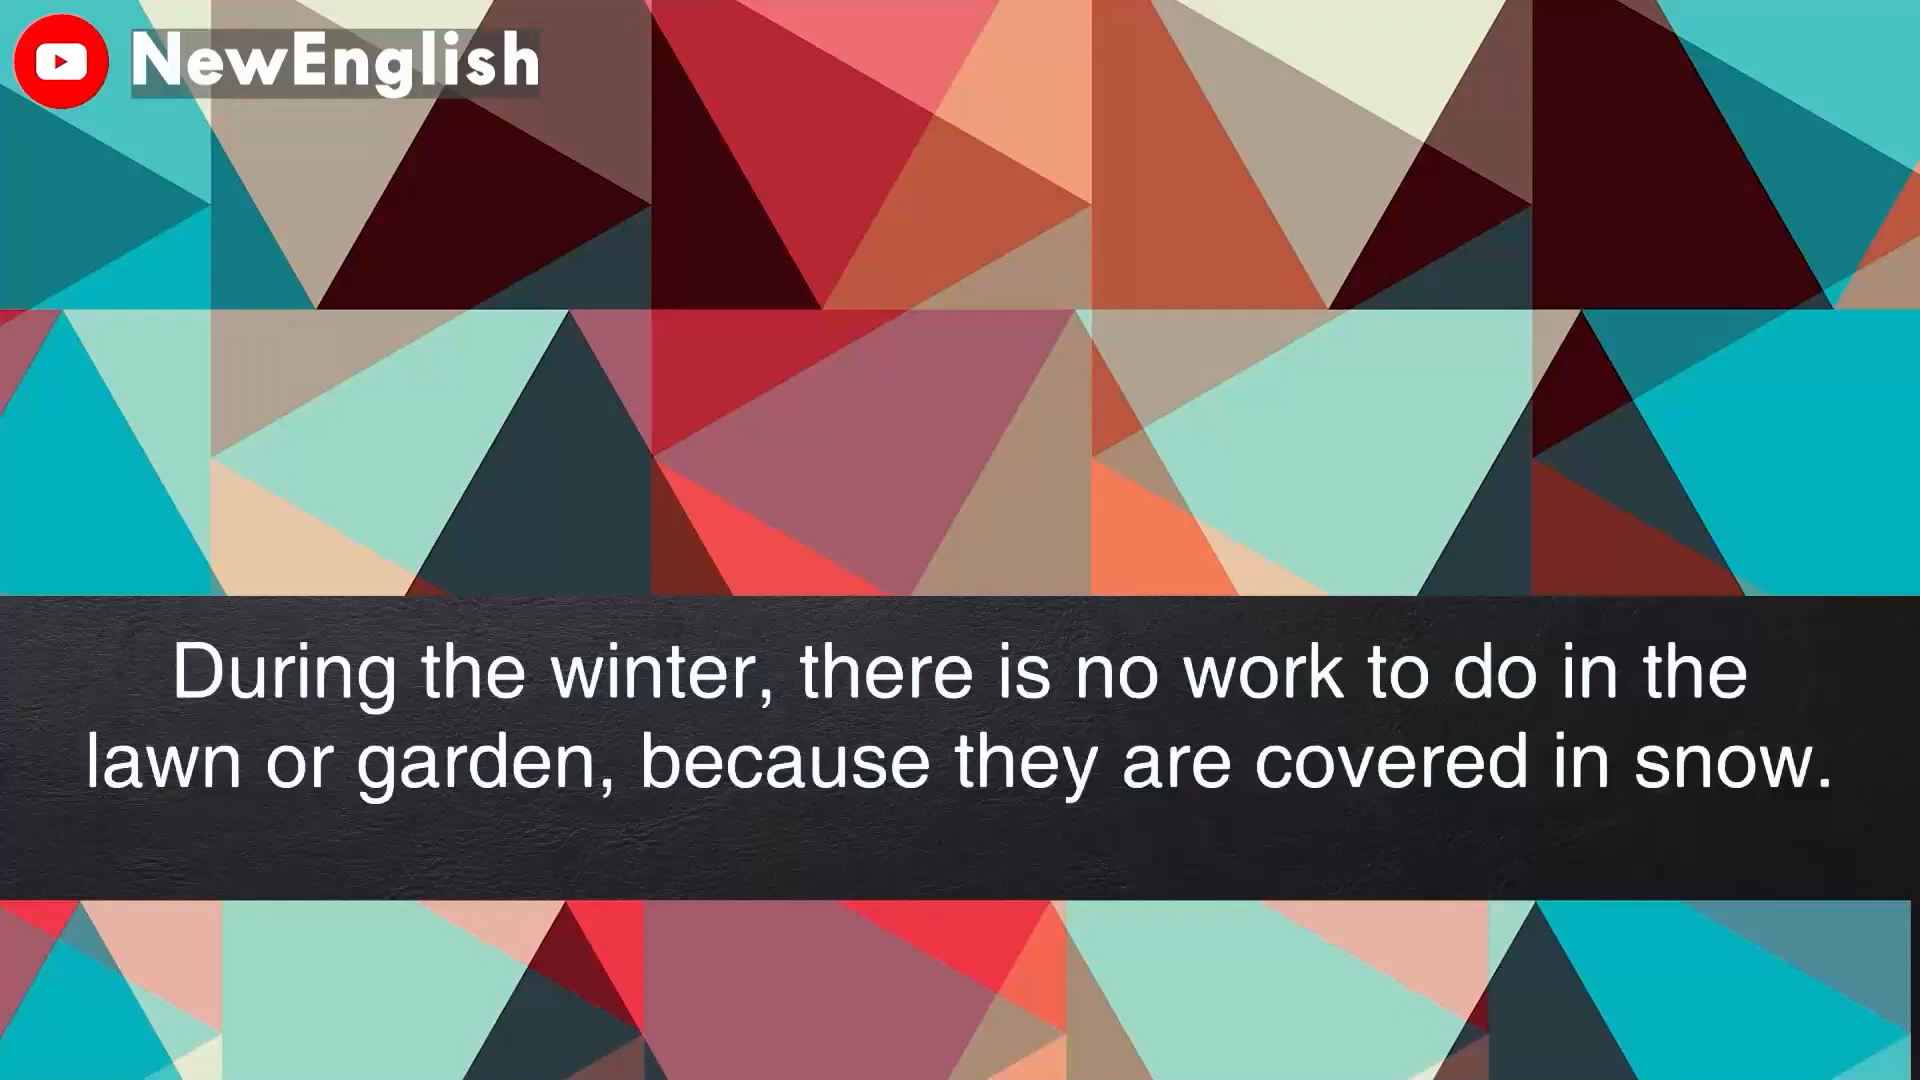 NewEnglish
During the winter, there is no work to do in the
lawn or garden, because they are covered in snow.